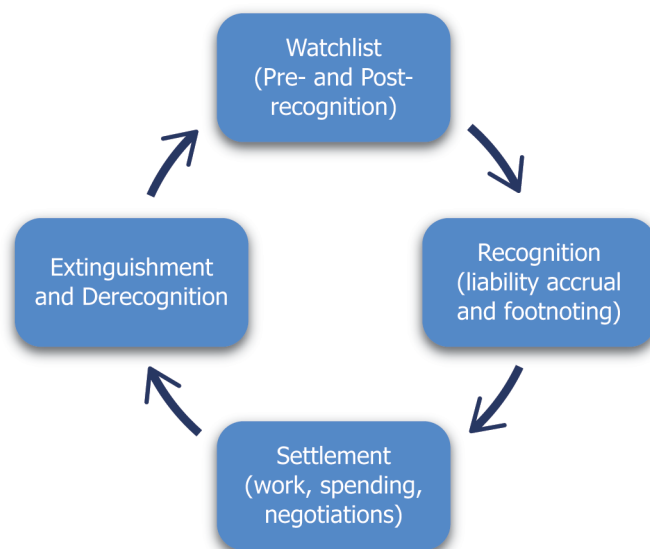 Watchlist
(Pre- and Post-
recognition)
Recognition
(liability accrual
and footnoting)
Settlement
(work, spending,
negotiations)
Extinguishment
and Derecognition